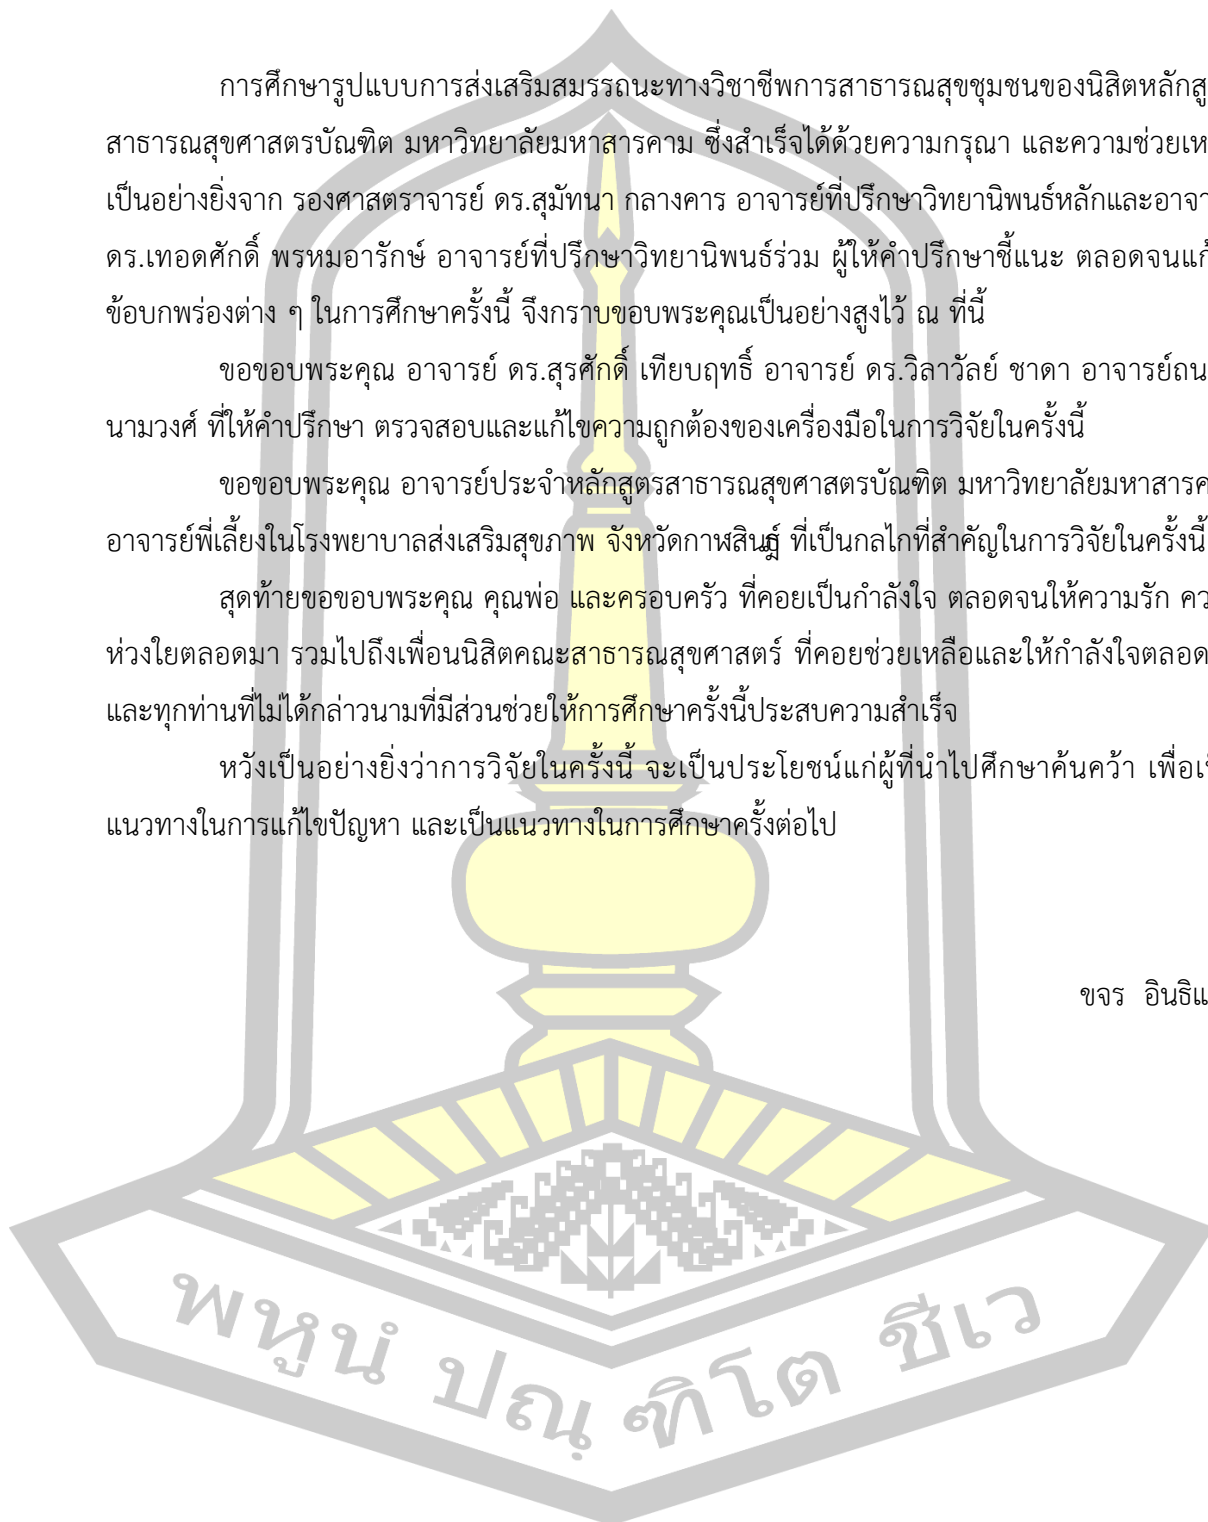 การศึกษารูปแบบการส่งเสริมสมรรถนะทางวิชาชีพการสาธารณสุขชุมชนของนิสิตหลักสู
สาธารณสุขศาสตรบัณฑิต มหาวิทยาลัยมหาสารคาม ซึ่งสำเร็จได้ด้วยความกรุณา และความช่วยเห
เป็นอย่างยิ่งจาก รองศาสตราจารย์ ดร.สุมัทนา กลางคาร อาจารย์ที่ปรึกษาวิทยานิพนธ์หลักและอาจา
ดร.เทอดศักดิ์ พรหมอารักษ์ อาจารย์ที่ปรึกษาวิทยานิพนธ์ร่วม ผู้ให้คำปรึกษาชี้แนะ ตลอดจนแก้
ข้อบกพร่องต่าง ๆ ในการศึกษาครั้งนี้ จึงกราบขอบพระคุณเป็นอย่างสูงไว้ ณ ที่นี้
ขอขอบพระคุณ อาจารย์ ดร.สุรศักดิ์ เทียบฤทธิ์ อาจารย์ ดร.วิลาวัลย์ ชาดา อาจารย์ถน
นามวงศ์ ที่ให้คำปรึกษา ตรวจสอบและแก้ไขความถูกต้องของเครื่องมือในการวิจัยในครั้งนี้
ขอขอบพระคุณ อาจารย์ประจำหลักสูตรสาธารณสุขศาสตรบัณฑิต มหาวิทยาลัยมหาสารค
อาจารย์พี่เลี้ยงในโรงพยาบาลส่งเสริมสุขภาพ จังหวัดกาฬสินธุ์ ที่เป็นกลไกที่สำคัญในการวิจัยในครั้งนี้
สุดท้ายขอขอบพระคุณ คุณพ่อ และครอบครัว ที่คอยเป็นกำลังใจ ตลอดจนให้ความรัก คว
ห่วงใยตลอดมา รวมไปถึงเพื่อนนิสิตคณะสาธารณสุขศาสตร์ ที่คอยช่วยเหลือและให้กำลังใจตลอด
และทุกท่านที่ไม่ได้กล่าวนามที่มีส่วนช่วยให้การศึกษาครั้งนี้ประสบความสำเร็จ
หวังเป็นอย่างยิ่งว่าการวิจัยในครั้งนี้ จะเป็นประโยชน์แก่ผู้ที่นำไปศึกษาค้นคว้า เพื่อเ
แนวทางในการแก้ไขปัญหา และเป็นแนวทางในการศึกษาครั้งต่อไป
ขจร อินธิแ
พหูนํ ปณฺฑิโต ชีเว